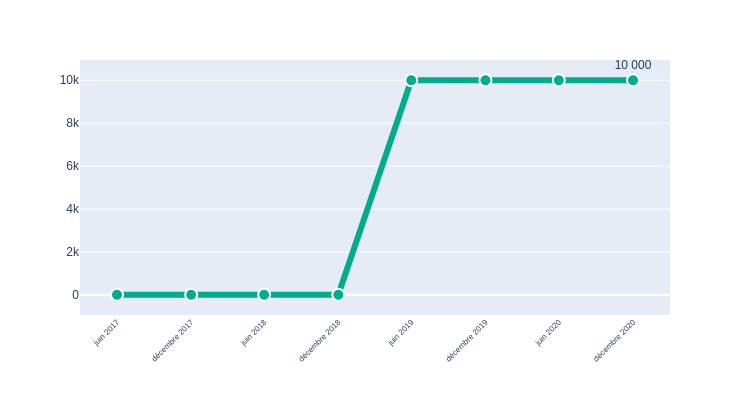 10 000
10k
8k
6k
4k
2k
0
juin 2017
décembre 2017
juin 2018
décembre 2018
juin 2019
décembre 2019
juin 2020
décembre 2020